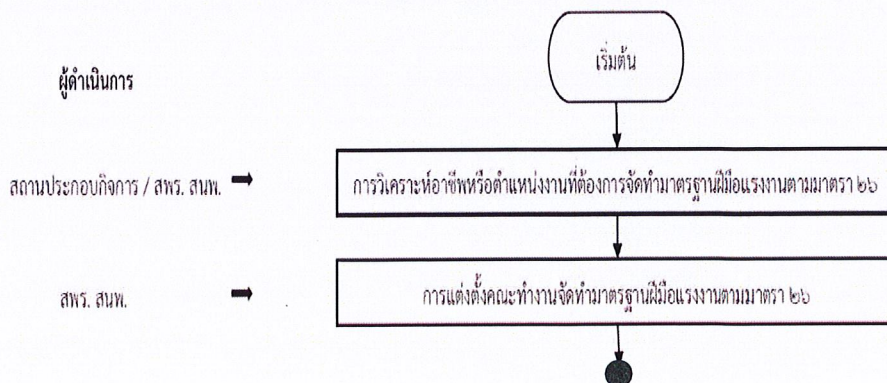 เริ่มต้น
ผู้ดำเนินการ
สถานประกอบกิจการ / สพร. สนพ.
การวิเคราะห์อาชีพหรือตำแหน่งงานที่ต้องการจัดทำมาตรฐานฝีมือแรงงานตามมาตรา ๒๖
สพร. สนพ.
การแต่งตั้งคณะทำงานจัดทำมาตรฐานฝีมือแรงงานตามมาตรา ๒๖